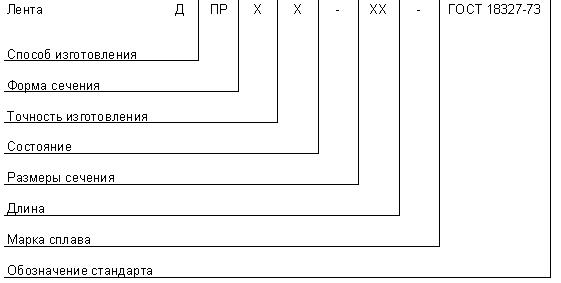 Лента Д ПР Х Х - ХХ - ГОСТ 18327-73
Способ изготовления
Форма сечения
Точность изготовления
Состояние
Размеры сечения
Длина
Марка сплава
Обозначение стандарта